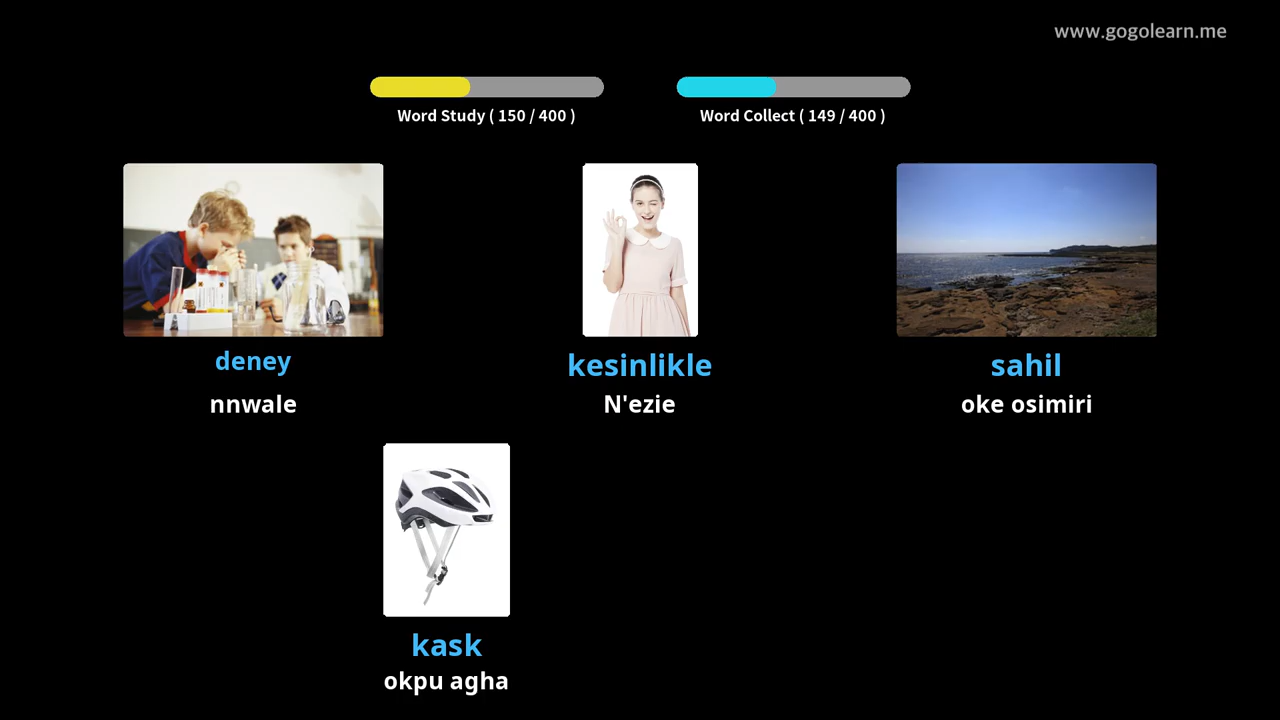 www.gogolearn.me
Word Study ( 150 / 400 )
Word Collect ( 149 / 400 )
deney
kesinlikle
sahil
nnwale
N'ezie
oke osimiri
kask
okpu agha